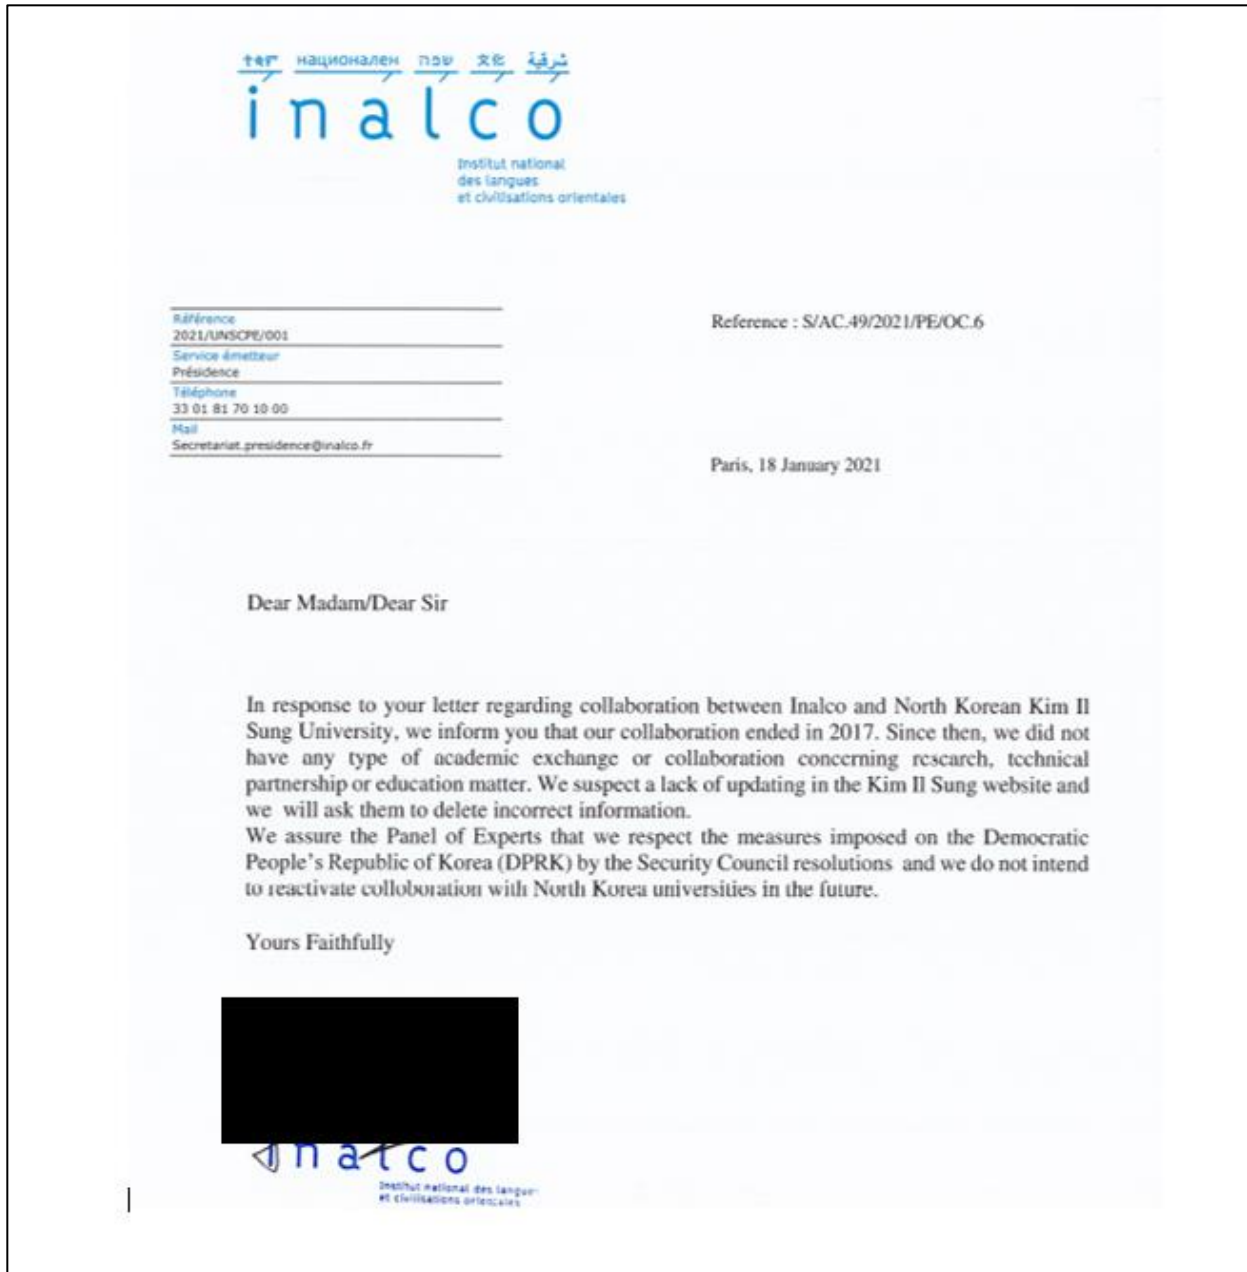 национален שפה 文化 شرقية
inalco
Institut national
des langues
et civilisations orientales
Référence
2021/UNSCPE/001
Service émetteur
Présidence
Téléphone
33 01 81 70 10 00
Mail
Secretariat.presidence@inalco.fr
Reference : S/AC.49/2021/PE/OC.6
Paris, 18 January 2021
Dear Madam/Dear Sir
In response to your letter regarding collaboration between Inalco and North Korean Kim Il
Sung University, we inform you that our collaboration ended in 2017. Since then, we did not
have any type of academic exchange or collaboration concerning research, technical
partnership or education matter. We suspect a lack of updating in the Kim Il Sung website and
we will ask them to delete incorrect information.
We assure the Panel of Experts that we respect the measures imposed on the Democratic
People's Republic of Korea (DPRK) by the Security Council resolutions and we do not intend
to reactivate colloboration with North Korea universities in the future.
Yours Faithfully
inalco
Institut national des langues
et civilisations orientales